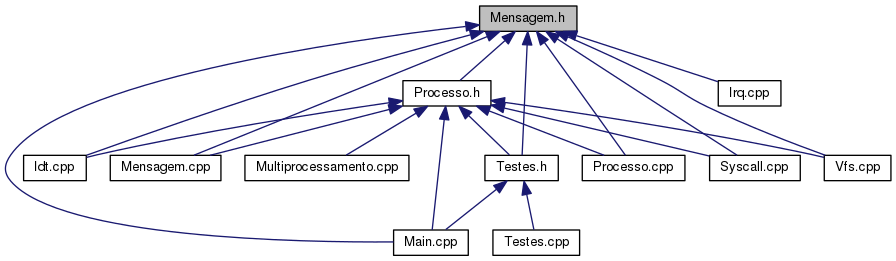 Mensagem.h
Processo.h
Irq.cpp
Idt.cpp
Mensagem.cpp
Multiprocessamento.cpp
Testes.h
Processo.cpp
Syscall.cpp
Vfs.cpp
Main.cpp
Testes.cpp